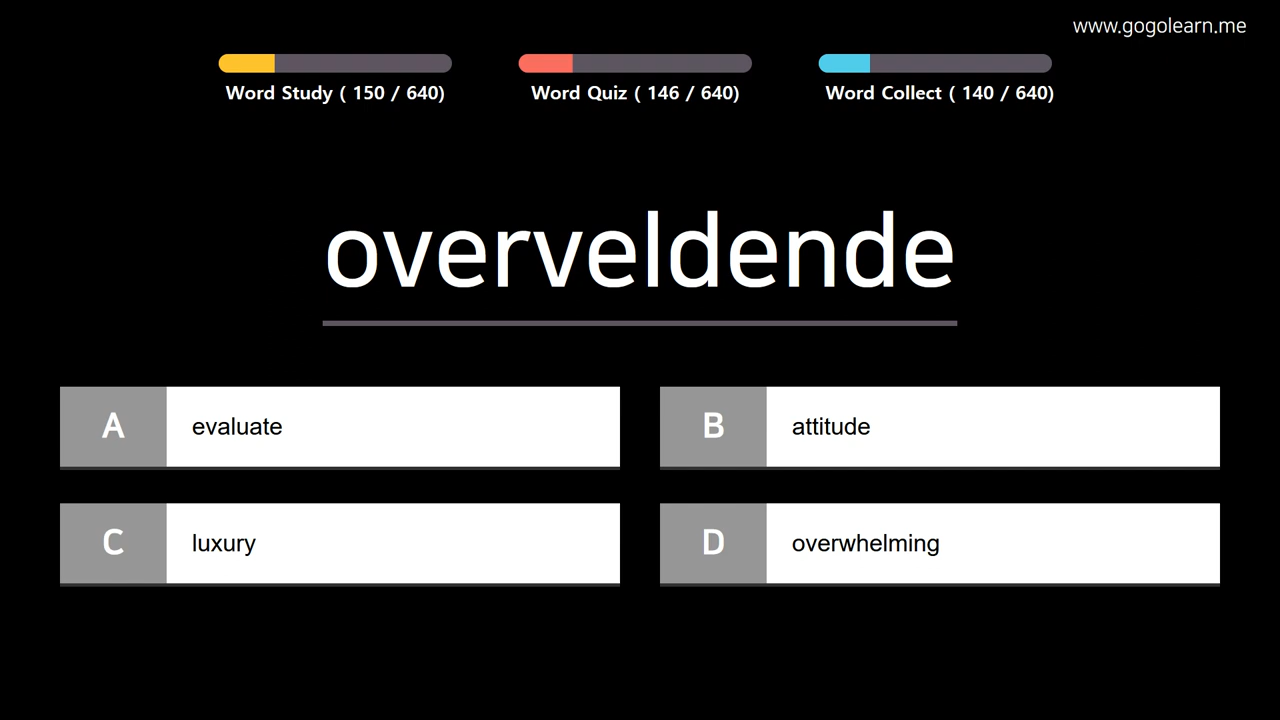 www.gogolearn.me
Word Study ( 150 / 640)
Word Quiz ( 146 / 640)
Word Collect ( 140 / 640)
overveldende
A evaluate
B attitude
C luxury
D overwhelming